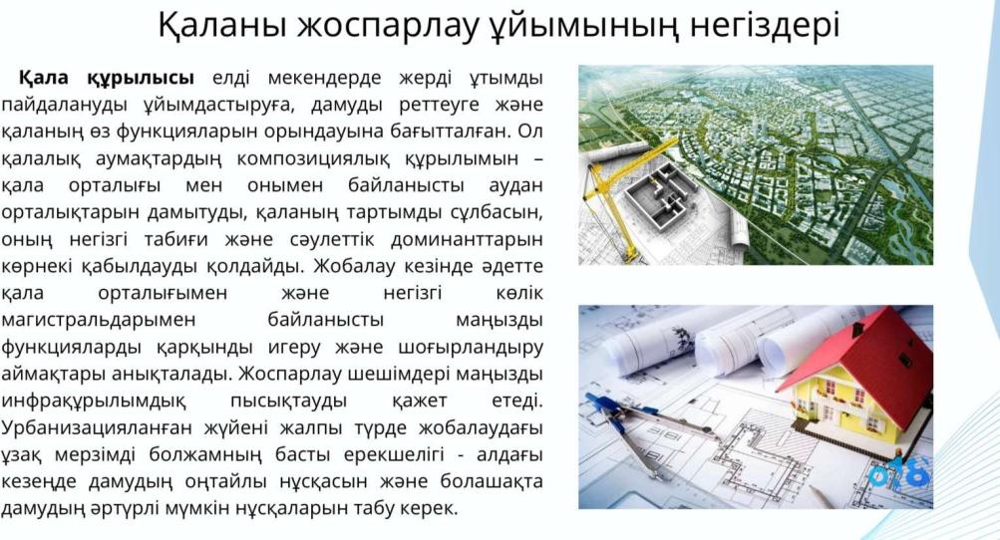 Қаланы жоспарлау ұйымының негіздері
Қала құрылысы елді мекендерде жерді ұтымды
пайдалануды ұйымдастыруға, дамуды реттеуге және
қаланың өз функцияларын орындауына бағытталған. Ол
қалалық аумақтардың композициялық құрылымын –
қала орталығы мен онымен байланысты аудан
орталықтарын дамытуды, қаланың тартымды сұлбасын,
оның негізгі табиғи және сәулеттік доминанттарын
көрнекі қабылдауды қолдайды. Жобалау кезінде әдетте
қала орталығымен және негізгі көлік
магистральдарымен байланысты маңызды
функцияларды қарқынды игеру және шоғырландыру
аймақтары анықталады. Жоспарлау шешімдері маңызды
инфрақұрылымдық пысықтауды қажет етеді.
Урбанизацияланған жүйені жалпы түрде жобалаудағы
ұзақ мерзімді болжамның басты ерекшелігі - алдағы
кезеңде дамудың оңтайлы нұсқасын және болашақта
дамудың әртүрлі мүмкін нұсқаларын табу керек.